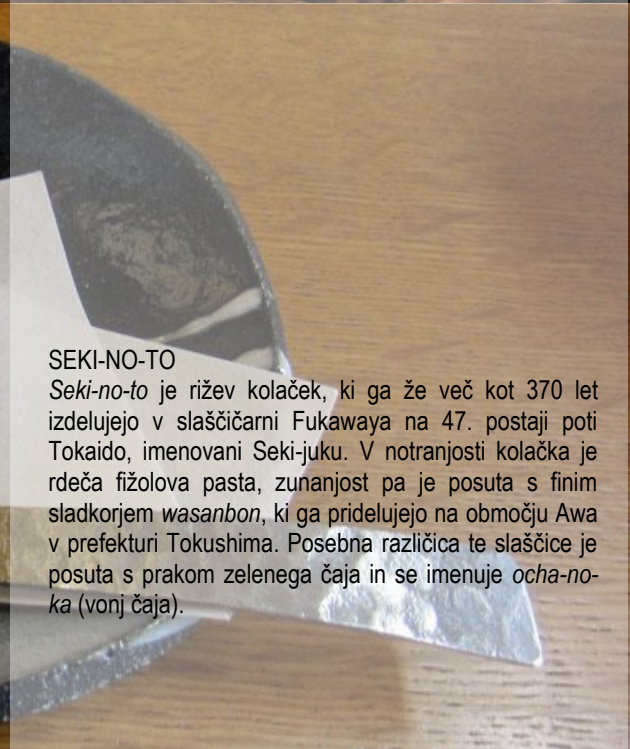 SEKI-NO-TO
Seki-no-to je rižev kolaček, ki ga že več kot 370 let
izdelujejo v slaščičarni Fukawaya na 47. postaji poti
Tokaido, imenovani Seki-juku. V notranjosti kolačka je
rdeča fižolova pasta, zunanjost pa je posuta s finim
sladkorjem wasanbon, ki ga pridelujejo na območju Awa
v prefekturi Tokushima. Posebna različica te slaščice je
posuta s prakom zelenega čaja in se imenuje ocha-no-
ka (vonj čaja).